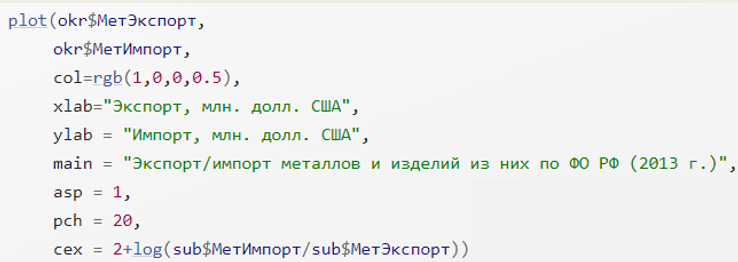 plot(okr$МетЭкспорт,
okr$МетИмпорт,
col=rgb(1,0,0,0.5),
xlab="Экспорт, млн. долл. США",
ylab = "Импорт, млн. долл. США",
main = "Экспорт/импорт металлов и изделий из них по ФО РФ (2013 г.)",
asp = 1,
pch = 20,
cex = 2+log(sub$МетИмпорт/sub$МетЭкспорт))